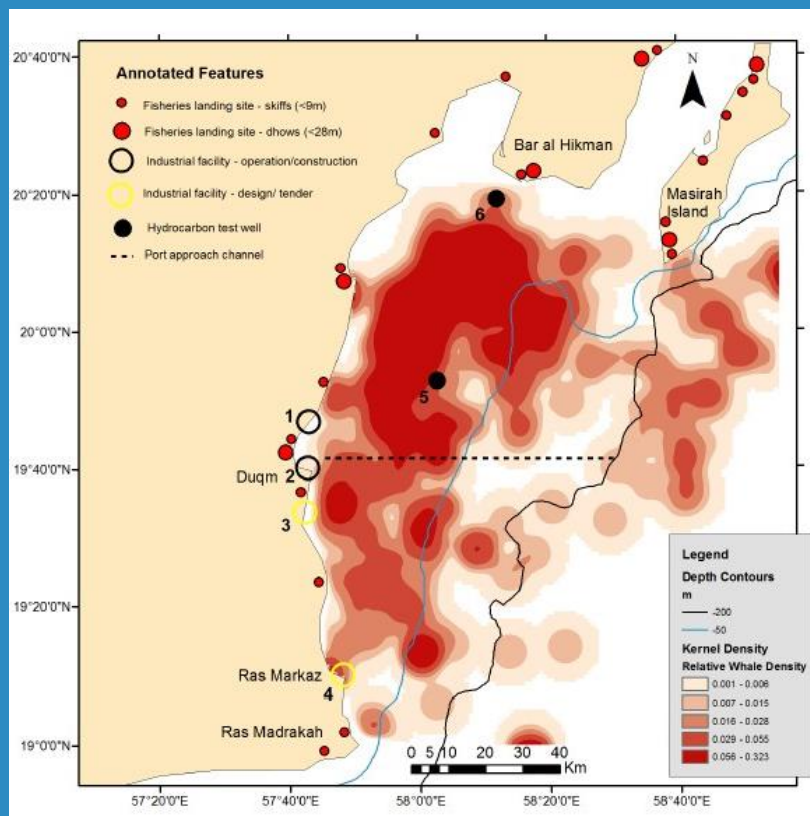 20°40'0"N
20°20'0"N
20°0'0"N
19°40'0"N
19°20'0"N
19°0'0"N
Annotated Features
Fisheries landing site - skiffs (<9m)
Fisheries landing site - dhows (<28m)
Industrial facility - operation/construction
Industrial facility - design/ tender
Hydrocarbon test well
Port approach channel
N
Bar al Hikman
Masirah
Island
6
5
1
Duqm 2
3
Ras Markaz
4
Ras Madrakah
Legend
Depth Contours
m
-200
-50
Kernel Density
Relative Whale Density
0.001 - 0.006
0.007 - 0.015
0.016 - 0.028
0.029 - 0.055
0.056 - 0.323
0 5 10 20 30 40
Km
57°20'0"E
57°40'0"E
58°0'0"E
58°20'0"E
58°40'0"E